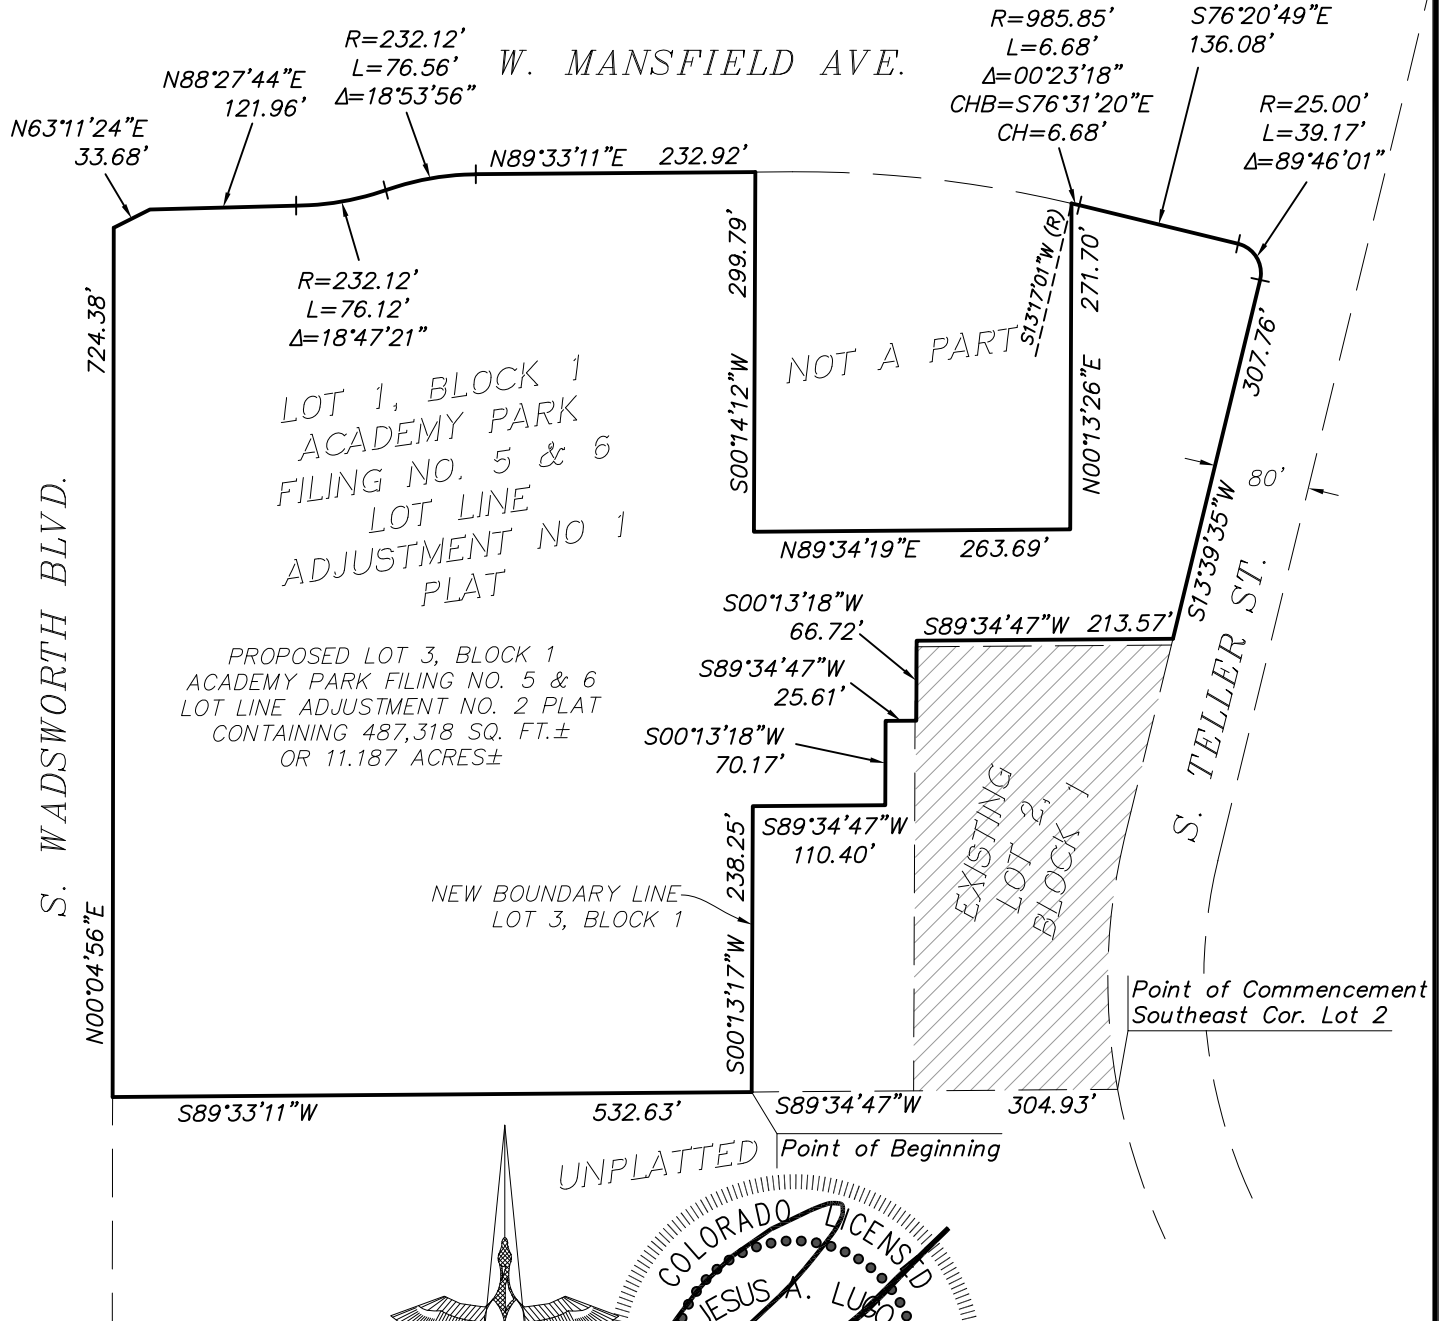 R=985.85’
L=6.68’
Δ=00°23’18”
CHB=S76°31’20”E
CH=6.68’
S76°20’49”E
136.08’
R=232.12’
L=76.56’
Δ=18°53’56”
W. MANSFIELD AVE.
N88°27’44”E
121.96’
R=25.00’
L=39.17’
Δ=89°46’01”
N63°11’24”E
33.68’
N89°33’11”E 232.92’
R=232.12’
L=76.12’
Δ=18°47’21”
724.38’
N00°04’56”E
S. WADSWORTH BLVD.
299.79’
S00°14’12”W
NOT A PART
S13°17’01”W (R)
271.70’
N00°13’26”E
307.76’
S13°39’35”W
80’
S. TELLER ST.
LOT 1, BLOCK 1
ACADEMY PARK
FILING NO. 5 & 6
LOT LINE
ADJUSTMENT NO 1
PLAT
N89°34’19”E 263.69’
PROPOSED LOT 3, BLOCK 1
ACADEMY PARK FILING NO. 5 & 6
LOT LINE ADJUSTMENT NO. 2 PLAT
CONTAINING 487,318 SQ. FT.±
OR 11.187 ACRES±
S00°13’18”W
66.72’
S89°34’47”W 213.57’
S89°34’47”W
25.61’
S00°13’18”W
70.17’
S89°34’47”W
110.40’
238.25’
S00°13’17”W
NEW BOUNDARY LINE
LOT 3, BLOCK 1
EXISTING
LOT 2,
BLOCK 1
Point of Commencement
Southeast Cor. Lot 2
S89°33’11”W 532.63’
S89°34’47”W 304.93’
Point of Beginning
UNPLATTED
COLORADO LICENSED
JESUS A. LUGO